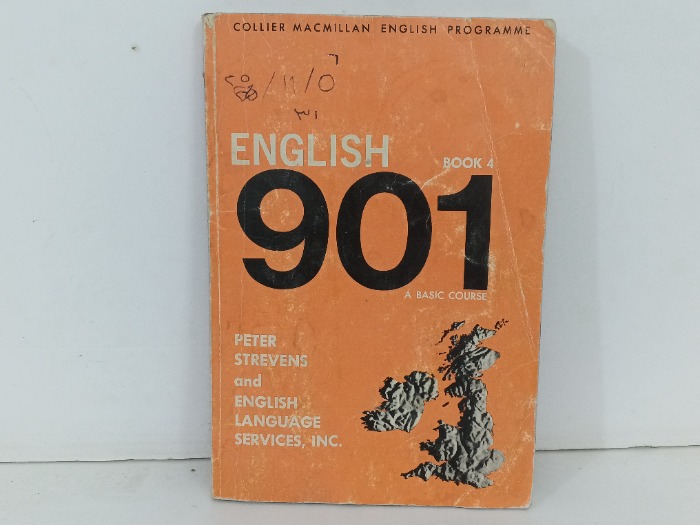 COLLIER MACMILLAN ENGLISH PROGRAMME
ENGLISH
BOOK 4
901
A BASIC COURSE
PETER
STREVENS
and
ENGLISH
LANGUAGE
SERVICES, INC.